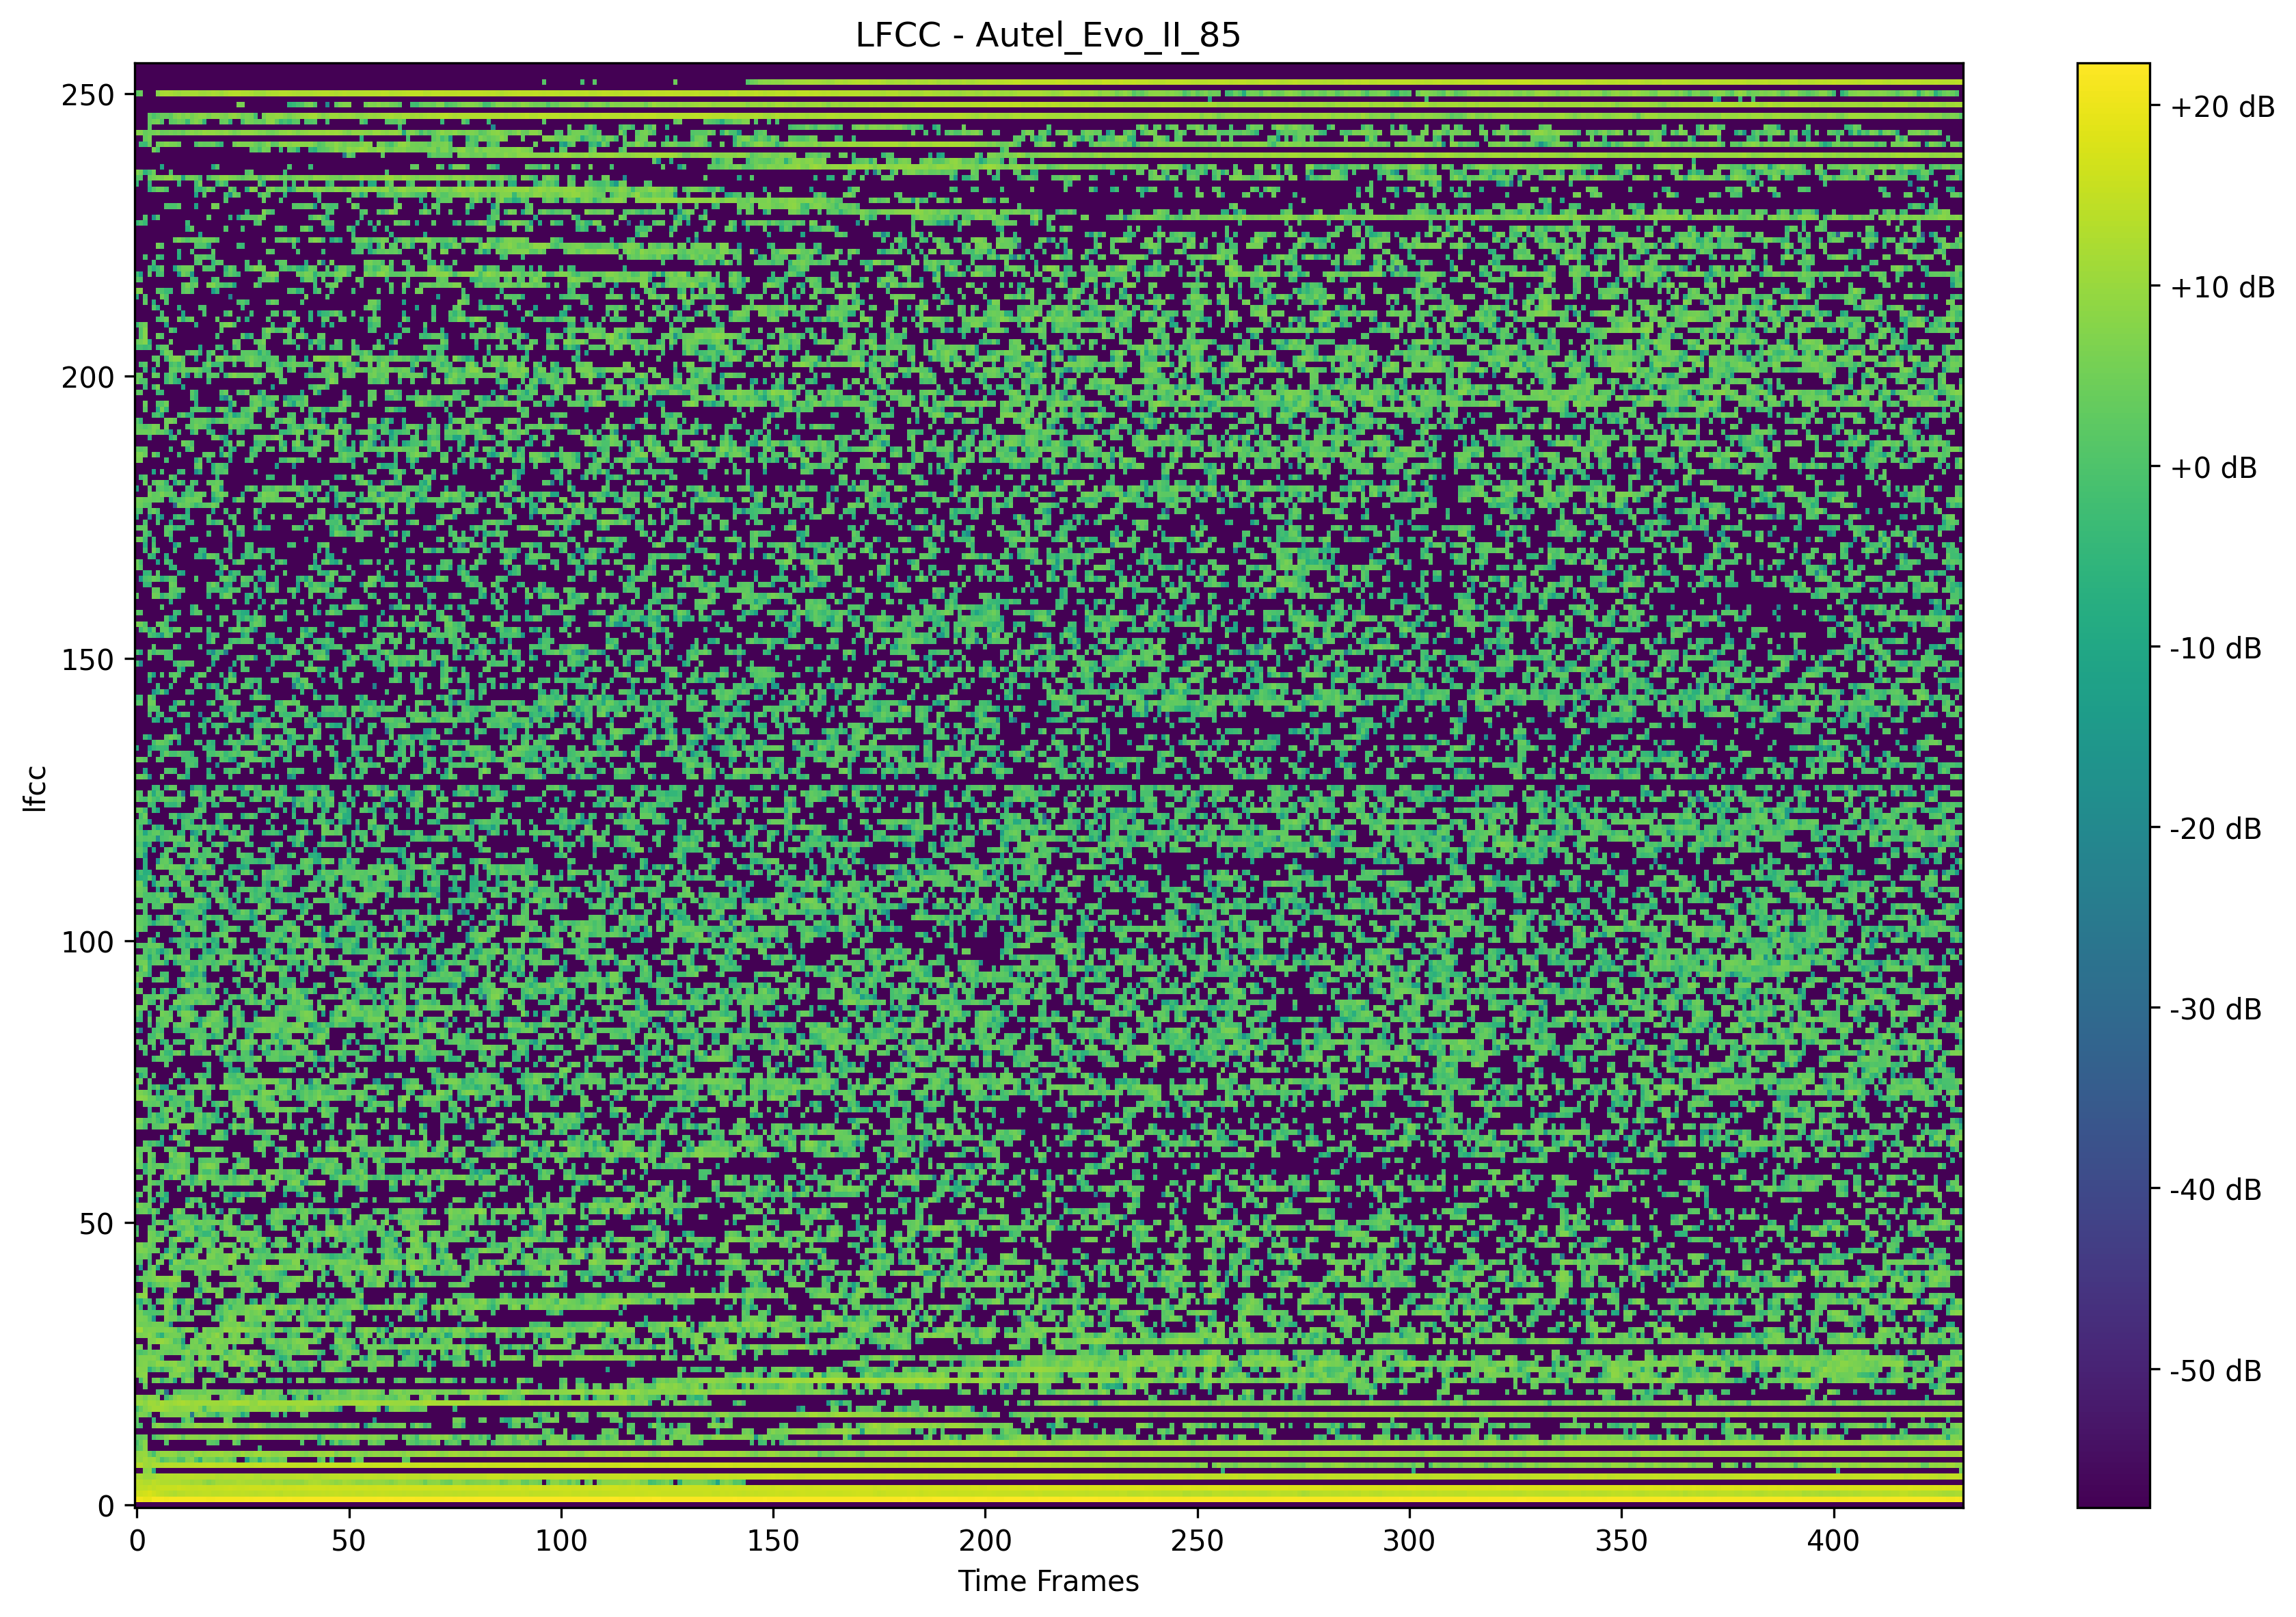 LFCC - Autel_Evo_II_85
250
200
150
100
50
0
lfcc
0 50 100 150 200 250 300 350 400
Time Frames
+20 dB
+10 dB
+0 dB
-10 dB
-20 dB
-30 dB
-40 dB
-50 dB